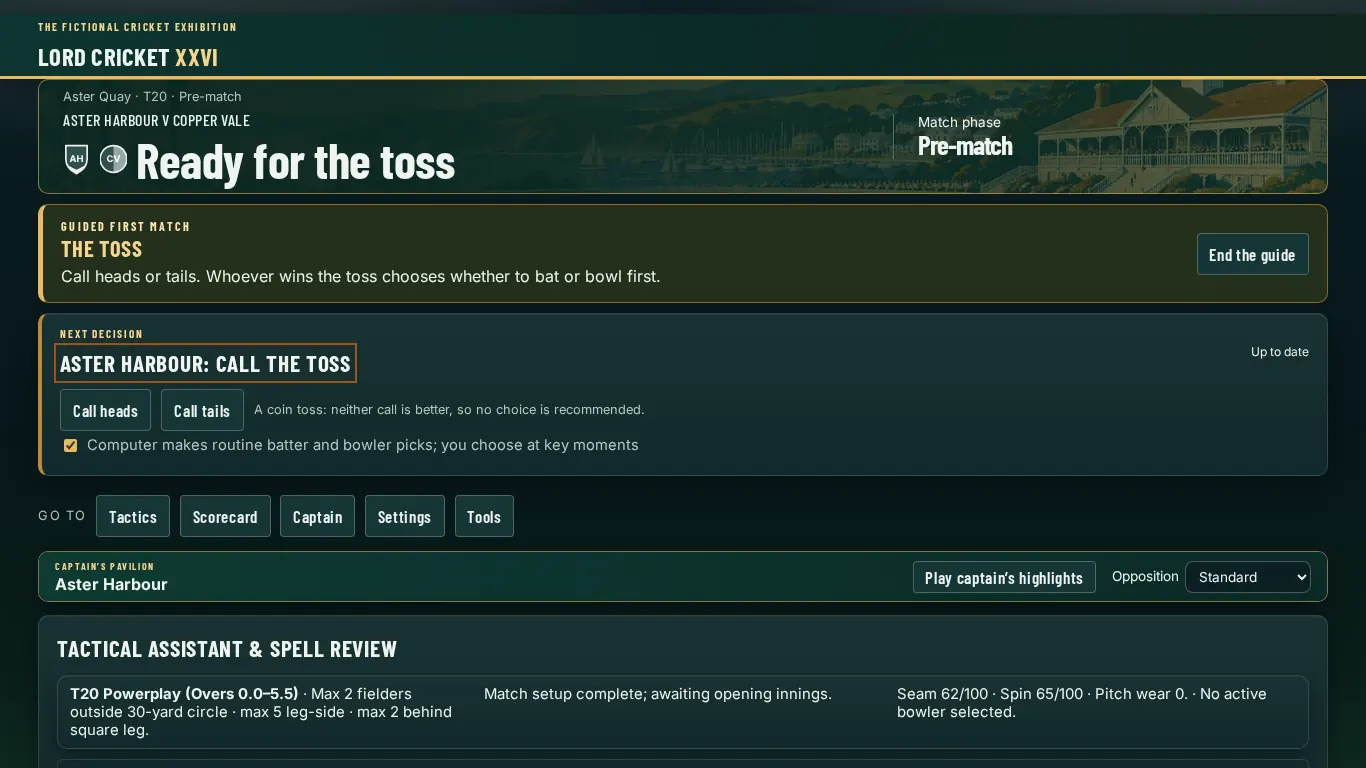 THE FICTIONAL CRICKET EXHIBITION
LORD CRICKET XXVI
Aster Quay · T20 · Pre-match
ASTER HARBOUR V COPPER VALE
AH CV Ready for the toss
Match phase
Pre-match
GUIDED FIRST MATCH
THE TOSS
Call heads or tails. Whoever wins the toss chooses whether to bat or bowl first.
End the guide
NEXT DECISION
ASTER HARBOUR: CALL THE TOSS
Up to date
Call heads Call tails A coin toss: neither call is better, so no choice is recommended.
Computer makes routine batter and bowler picks; you choose at key moments
GO TO Tactics Scorecard Captain Settings Tools
CAPTAIN'S PAVILION
Aster Harbour
Play captain’s highlights Opposition Standard
TACTICAL ASSISTANT & SPELL REVIEW
T20 Powerplay (Overs 0.0–5.5) · Max 2 fielders
outside 30-yard circle · max 5 leg-side · max 2 behind
square leg.
Match setup complete; awaiting opening innings.
Seam 62/100 · Spin 65/100 · Pitch wear 0. · No active
bowler selected.